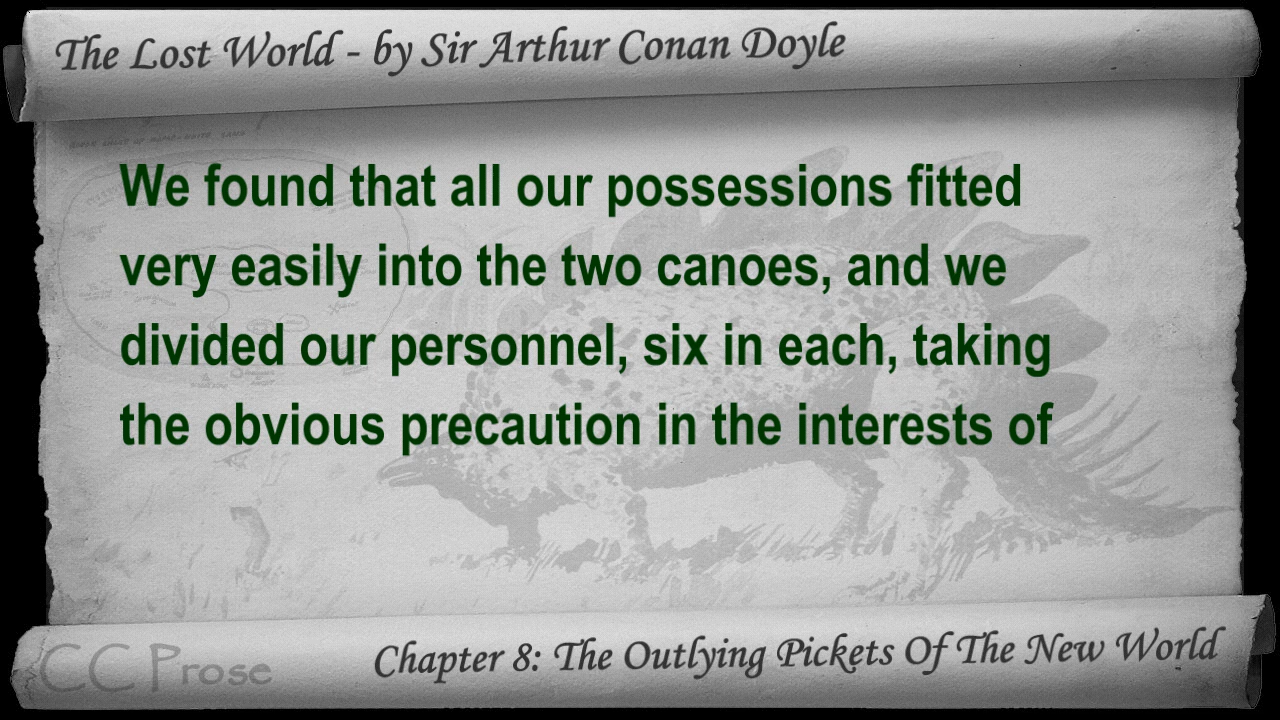 The Lost World - by Sir Arthur Conan Doyle
We found that all our possessions fitted
very easily into the two canoes, and we
divided our personnel, six in each, taking
the obvious precaution in the interests of
CC Prose
Chapter 8: The Outlying Pickets Of The New World